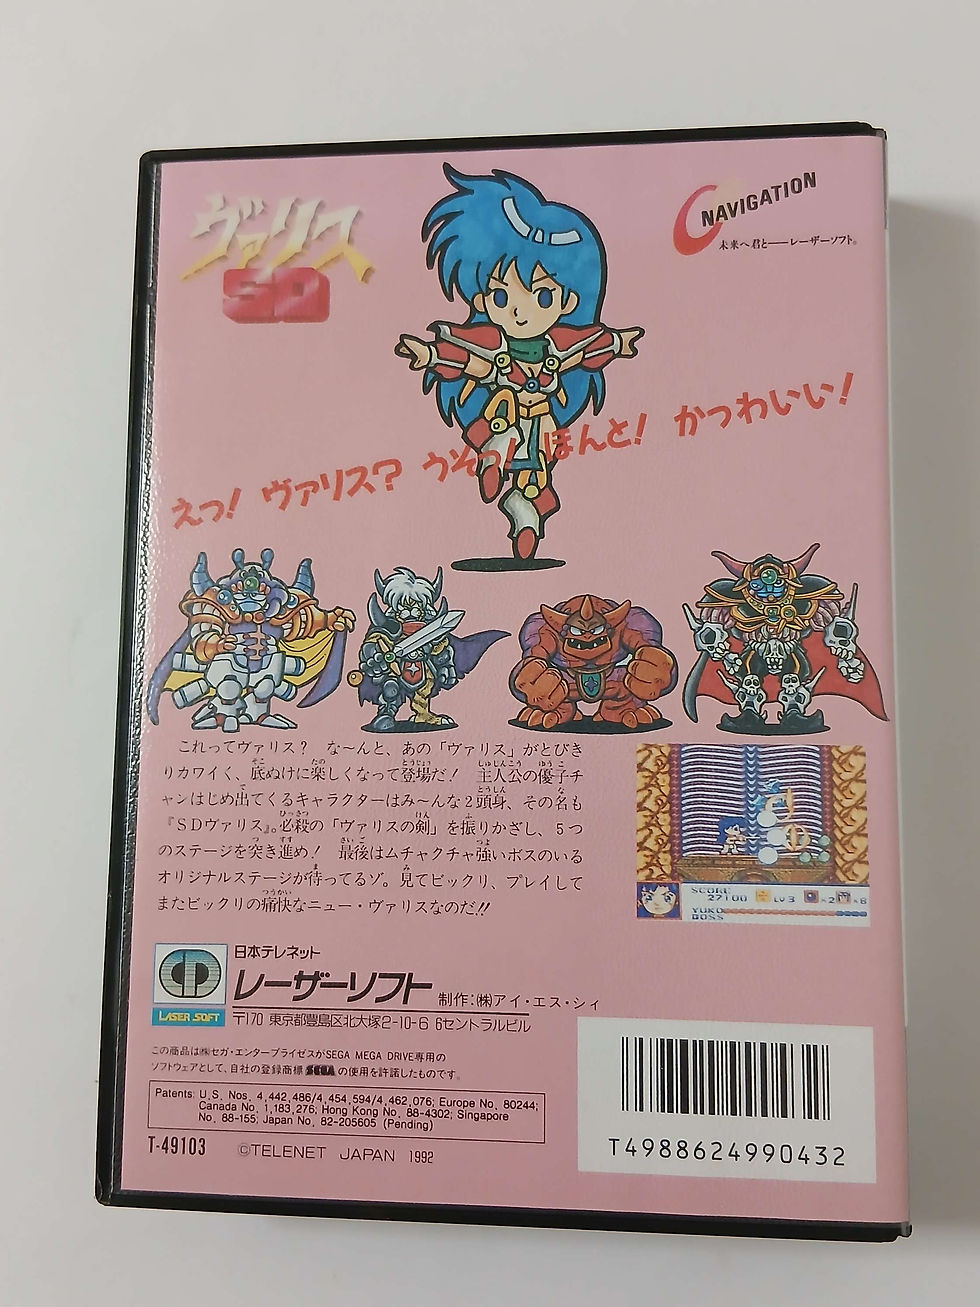 ヴァリス
SD
NAVIGATION
未来へ君と──レーザーソフト。
えっ! ヴァリス? うそっ! ほんと! かっわいい!
これってヴァリス? な〜んと、あの「ヴァリス」がとびき
りカワイく、底ぬけに楽しくなって登場だ! 主人公の優子チ
ャンはじめ出てくるキャラクターはみ〜んな2頭身、その名も
『SDヴァリス』。必殺の「ヴァリスの剣」を振りかざし、5つ
のステージを突き進め! 最後はムチャクチャ強いボスのいる
オリジナルステージが待ってるゾ。見てビックリ、プレイして
またビックリの痛快なニュー・ヴァリスなのだ!!
SCORE
27100 LV 3 ×2 ×8
YUKO
BOSS
日本テレネット
レーザーソフト 制作:(株)アイ・エス・シィ
LASER SOFT
〒170 東京都豊島区北大塚2-10-6 6セントラルビル
この商品は(株)セガ・エンタープライゼスがSEGA MEGA DRIVE専用の
ソフトウェアとして、自社の登録商標 SEGA の使用を許諾したものです。
Patents: U.S. Nos. 4,442,486/4,454,594/4,462,076; Europe No. 80244;
Canada No. 1,183,276; Hong Kong No. 88-4302; Singapore
No. 88-155; Japan No. 82-205605 (Pending)
T-49103 ©TELENET JAPAN 1992
T4988624990432